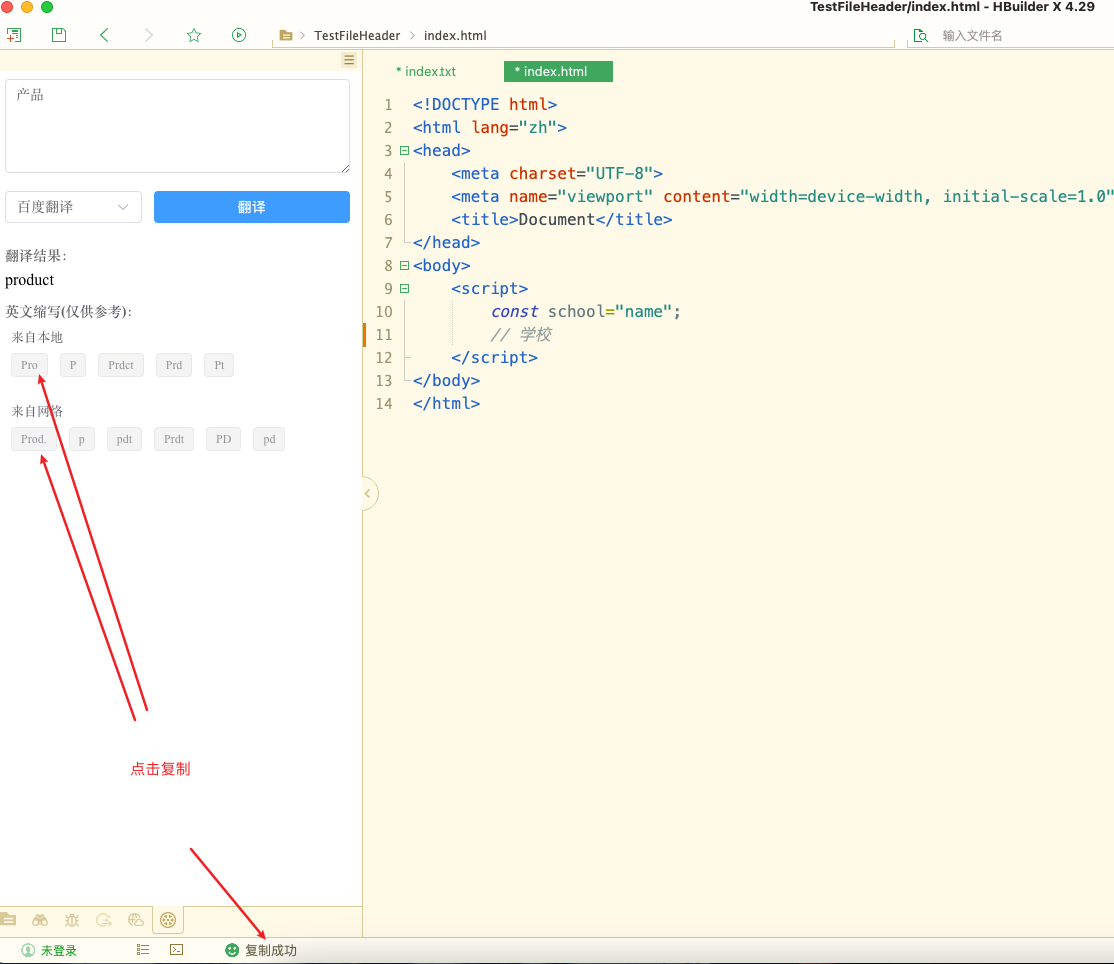 TestFileHeader/index.html - HBuilder X 4.29
TestFileHeader
index.html
输入文件名
产品
百度翻译
翻译
翻译结果：
product
英文缩写(仅供参考)：
来自本地
Pro P Prdct Prd Pt
来自网络
Prod. p pdt Prdt PD pd
点击复制
* index.txt
* index.html
1 <!DOCTYPE html>
2 <html lang="zh">
3 <head>
4 <meta charset="UTF-8">
5 <meta name="viewport" content="width=device-width, initial-scale=1.0"
6 <title>Document</title>
7 </head>
8 <body>
9 <script>
10 const school="name";
11 // 学校
12 </script>
13 </body>
14 </html>
未登录
复制成功